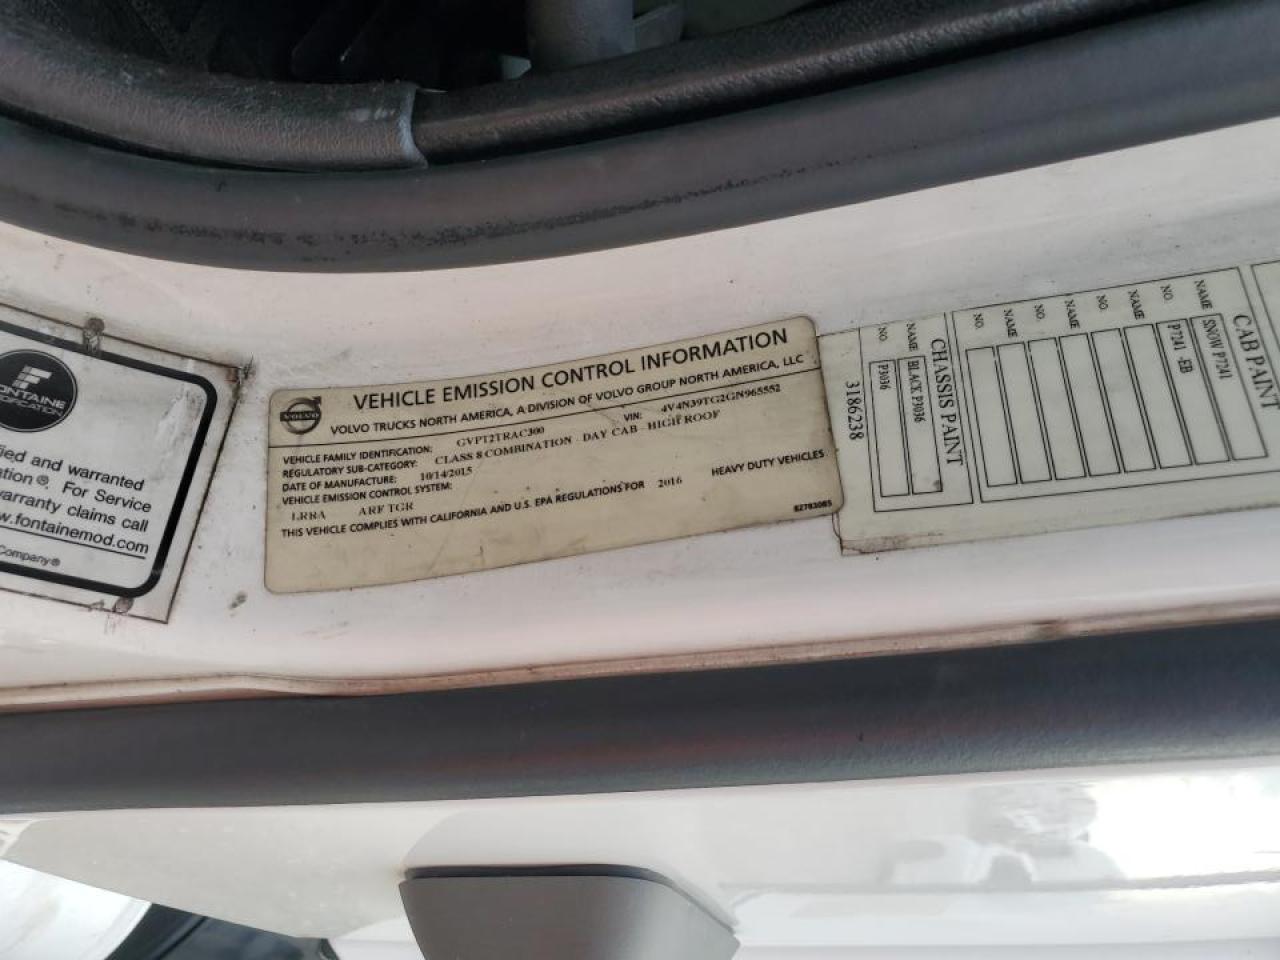 FONTAINE
fied and warranted
ation®. For Service
warranty claims call
w.fontainemod.com
Company®
VOLVO
VEHICLE EMISSION CONTROL INFORMATION
VOLVO TRUCKS NORTH AMERICA, A DIVISION OF VOLVO GROUP NORTH AMERICA, LLC
VEHICLE FAMILY IDENTIFICATION: GVPT2TRAC300 VIN: 4V4N39TG2GN965552
REGULATORY SUB-CATEGORY: CLASS 8 COMBINATION - DAY CAB - HIGH ROOF
DATE OF MANUFACTURE: 10/14/2015
VEHICLE EMISSION CONTROL SYSTEM:
LRRA ARF TGR
THIS VEHICLE COMPLIES WITH CALIFORNIA AND U.S. EPA REGULATIONS FOR 2016 HEAVY DUTY VEHICLES
82783085
CAB PAINT
NAME SNOW P7241
NO. P7241 -EB
NAME
NO.
NAME
NO.
NAME
NO.
CHASSIS PAINT
NAME BLACK P3036
NO. P3036
3186238